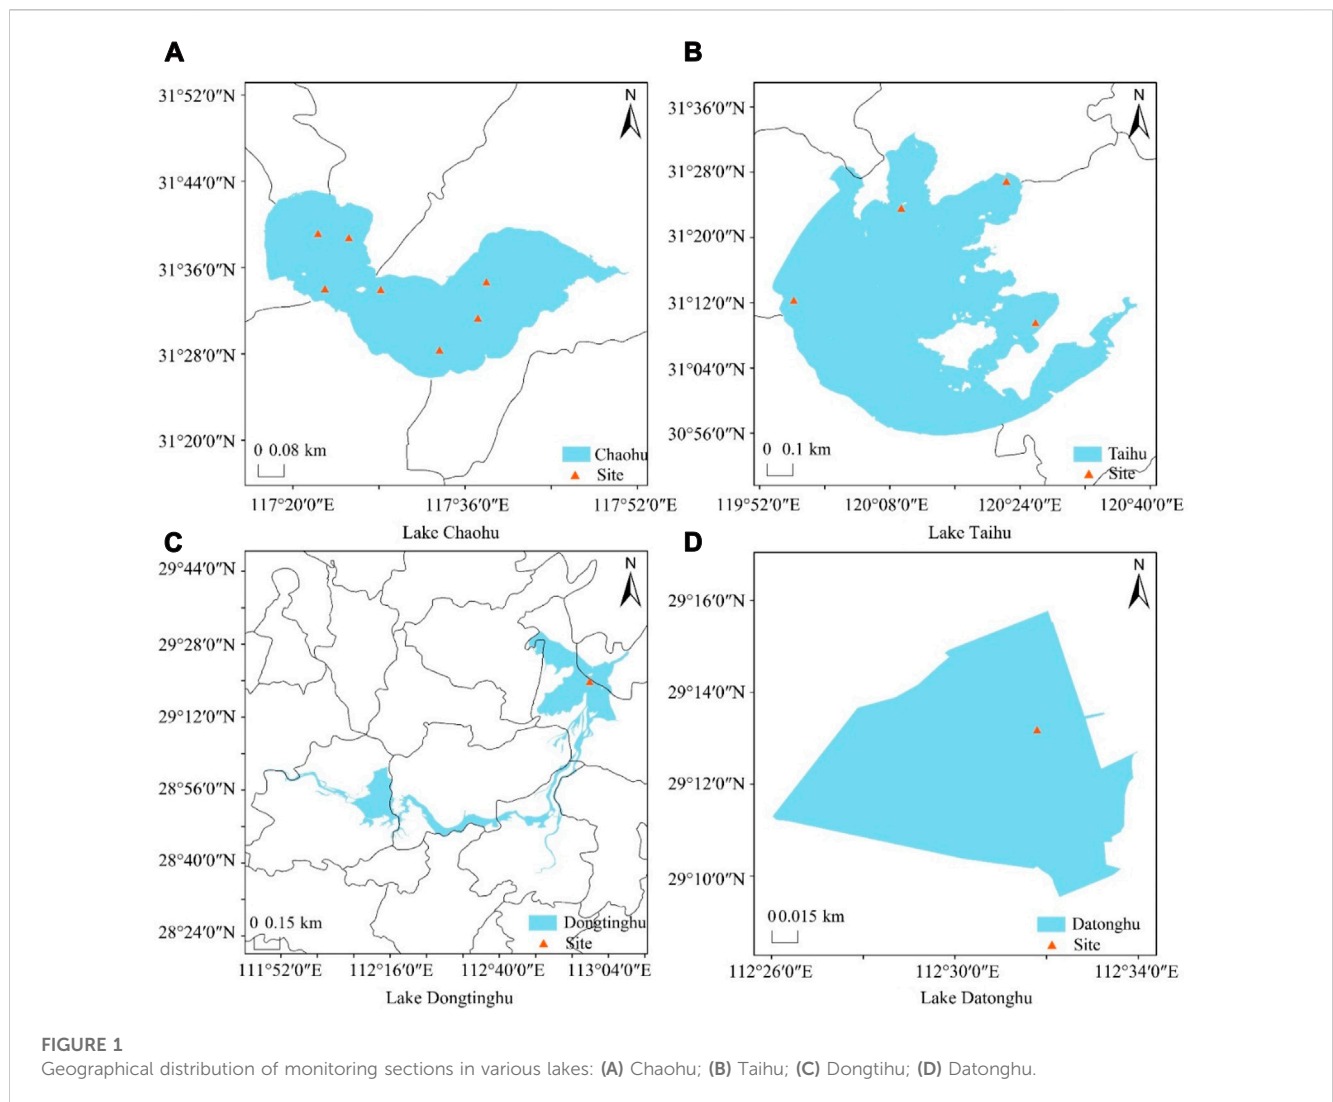 A
N
31°52′0″N
31°44′0″N
31°36′0″N
31°28′0″N
31°20′0″N
0 0.08 km
Chaohu
Site
117°20′0″E 117°36′0″E 117°52′0″E
Lake Chaohu
B
N
31°36′0″N
31°28′0″N
31°20′0″N
31°12′0″N
31°04′0″N
30°56′0″N
0 0.1 km
Taihu
Site
119°52′0″E 120°08′0″E 120°24′0″E 120°40′0″E
Lake Taihu
C
N
29°44′0″N
29°28′0″N
29°12′0″N
28°56′0″N
28°40′0″N
28°24′0″N
0 0.15 km
Dongtinghu
Site
111°52′0″E 112°16′0″E 112°40′0″E 113°04′0″E
Lake Dongtinghu
D
N
29°16′0″N
29°14′0″N
29°12′0″N
29°10′0″N
0 0.015 km
Datonghu
Site
112°26′0″E 112°30′0″E 112°34′0″E
Lake Datonghu
FIGURE 1
Geographical distribution of monitoring sections in various lakes: (A) Chaohu; (B) Taihu; (C) Dongtihu; (D) Datonghu.